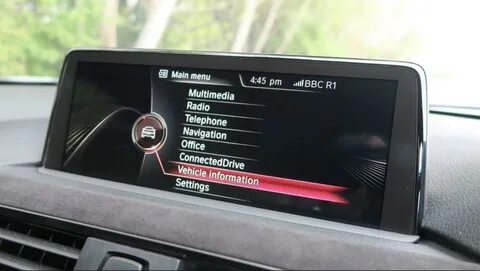 Main menu 4:45 pm BBC R1
Multimedia
Radio
Telephone
Navigation
Office
ConnectedDrive
Vehicle information
Settings